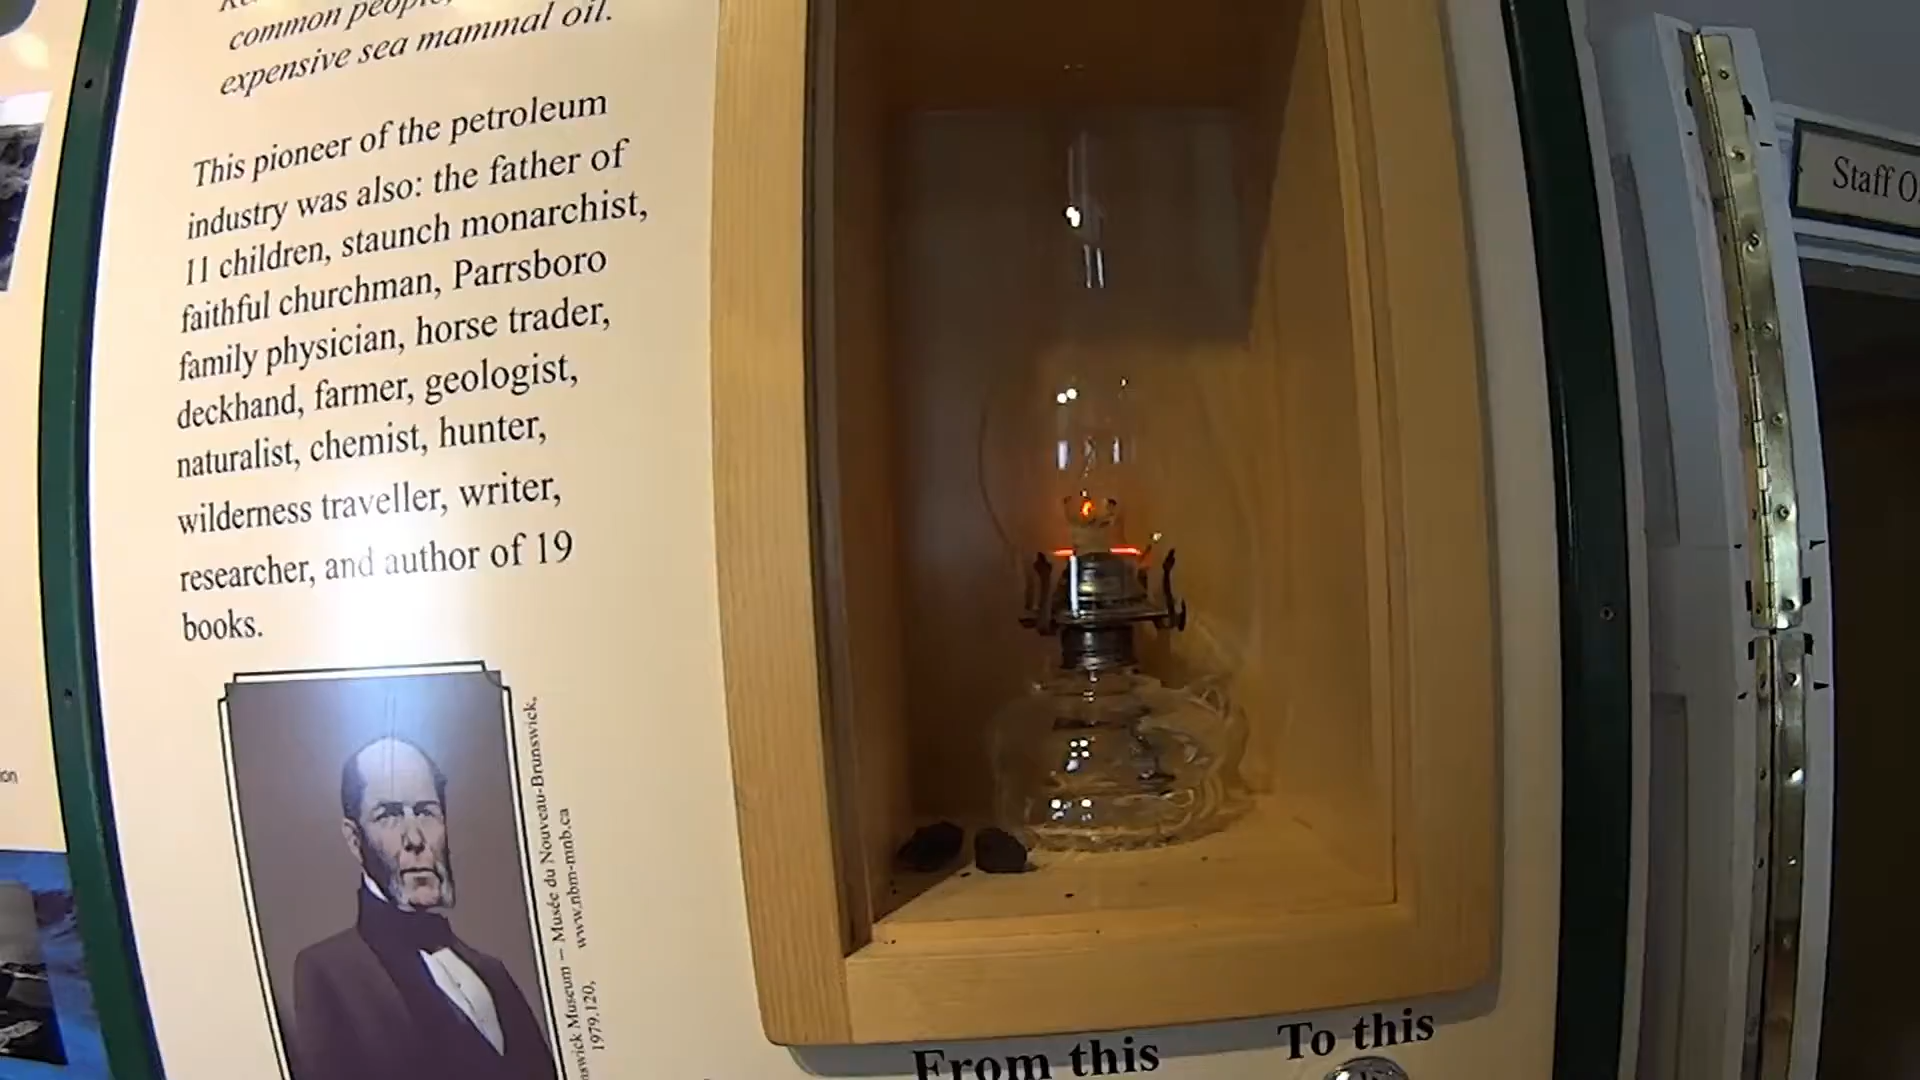 common people,
expensive sea mammal oil.
This pioneer of the petroleum
industry was also: the father of
11 children, staunch monarchist,
faithful churchman, Parrsboro
family physician, horse trader,
deckhand, farmer, geologist,
naturalist, chemist, hunter,
wilderness traveller, writer,
researcher, and author of 19
books.
nswick Museum – Musée du Nouveau-Brunswick,
1979.120, www.nbm-mnb.ca
From this
To this
Staff O